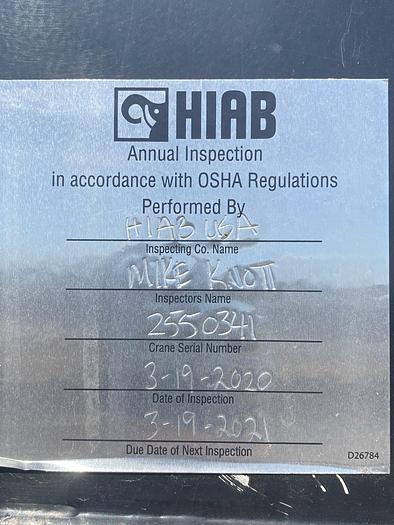 HIAB
Annual Inspection
in accordance with OSHA Regulations
Performed By
HIAB USA
Inspecting Co. Name
MIKE KNOTT
Inspectors Name
2550341
Crane Serial Number
3-19-2020
Date of Inspection
3-19-2021
Due Date of Next Inspection
D26784